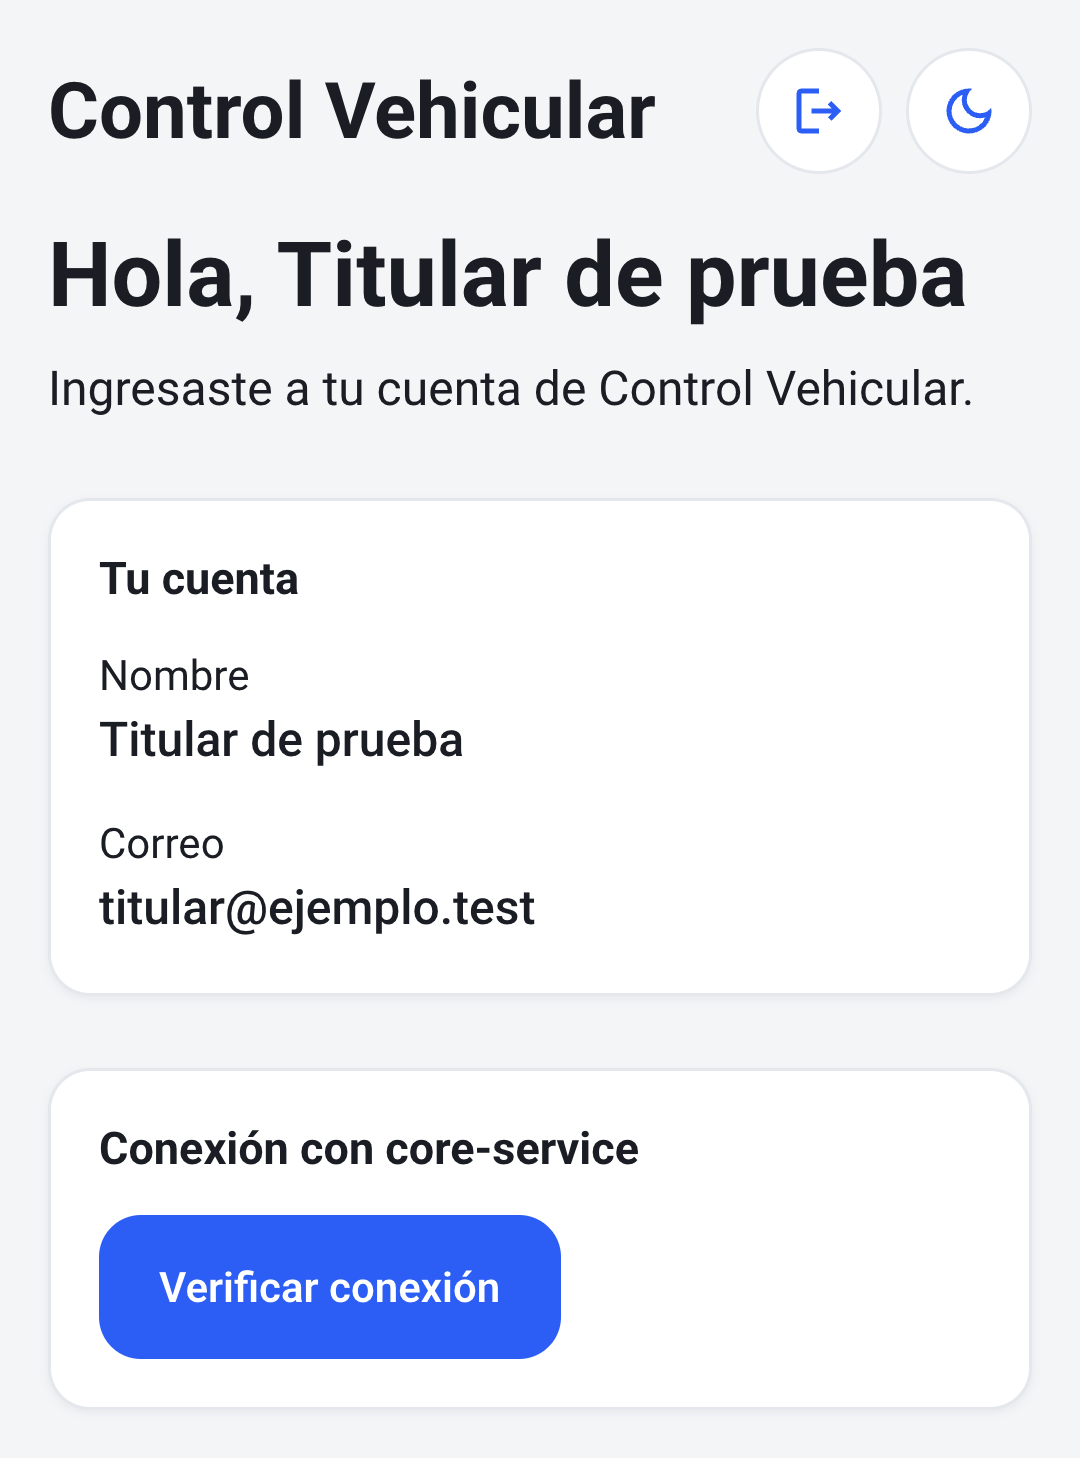 Control Vehicular
Hola, Titular de prueba
Ingresaste a tu cuenta de Control Vehicular.
Tu cuenta
Nombre
Titular de prueba
Correo
titular@ejemplo.test
Conexión con core-service
Verificar conexión